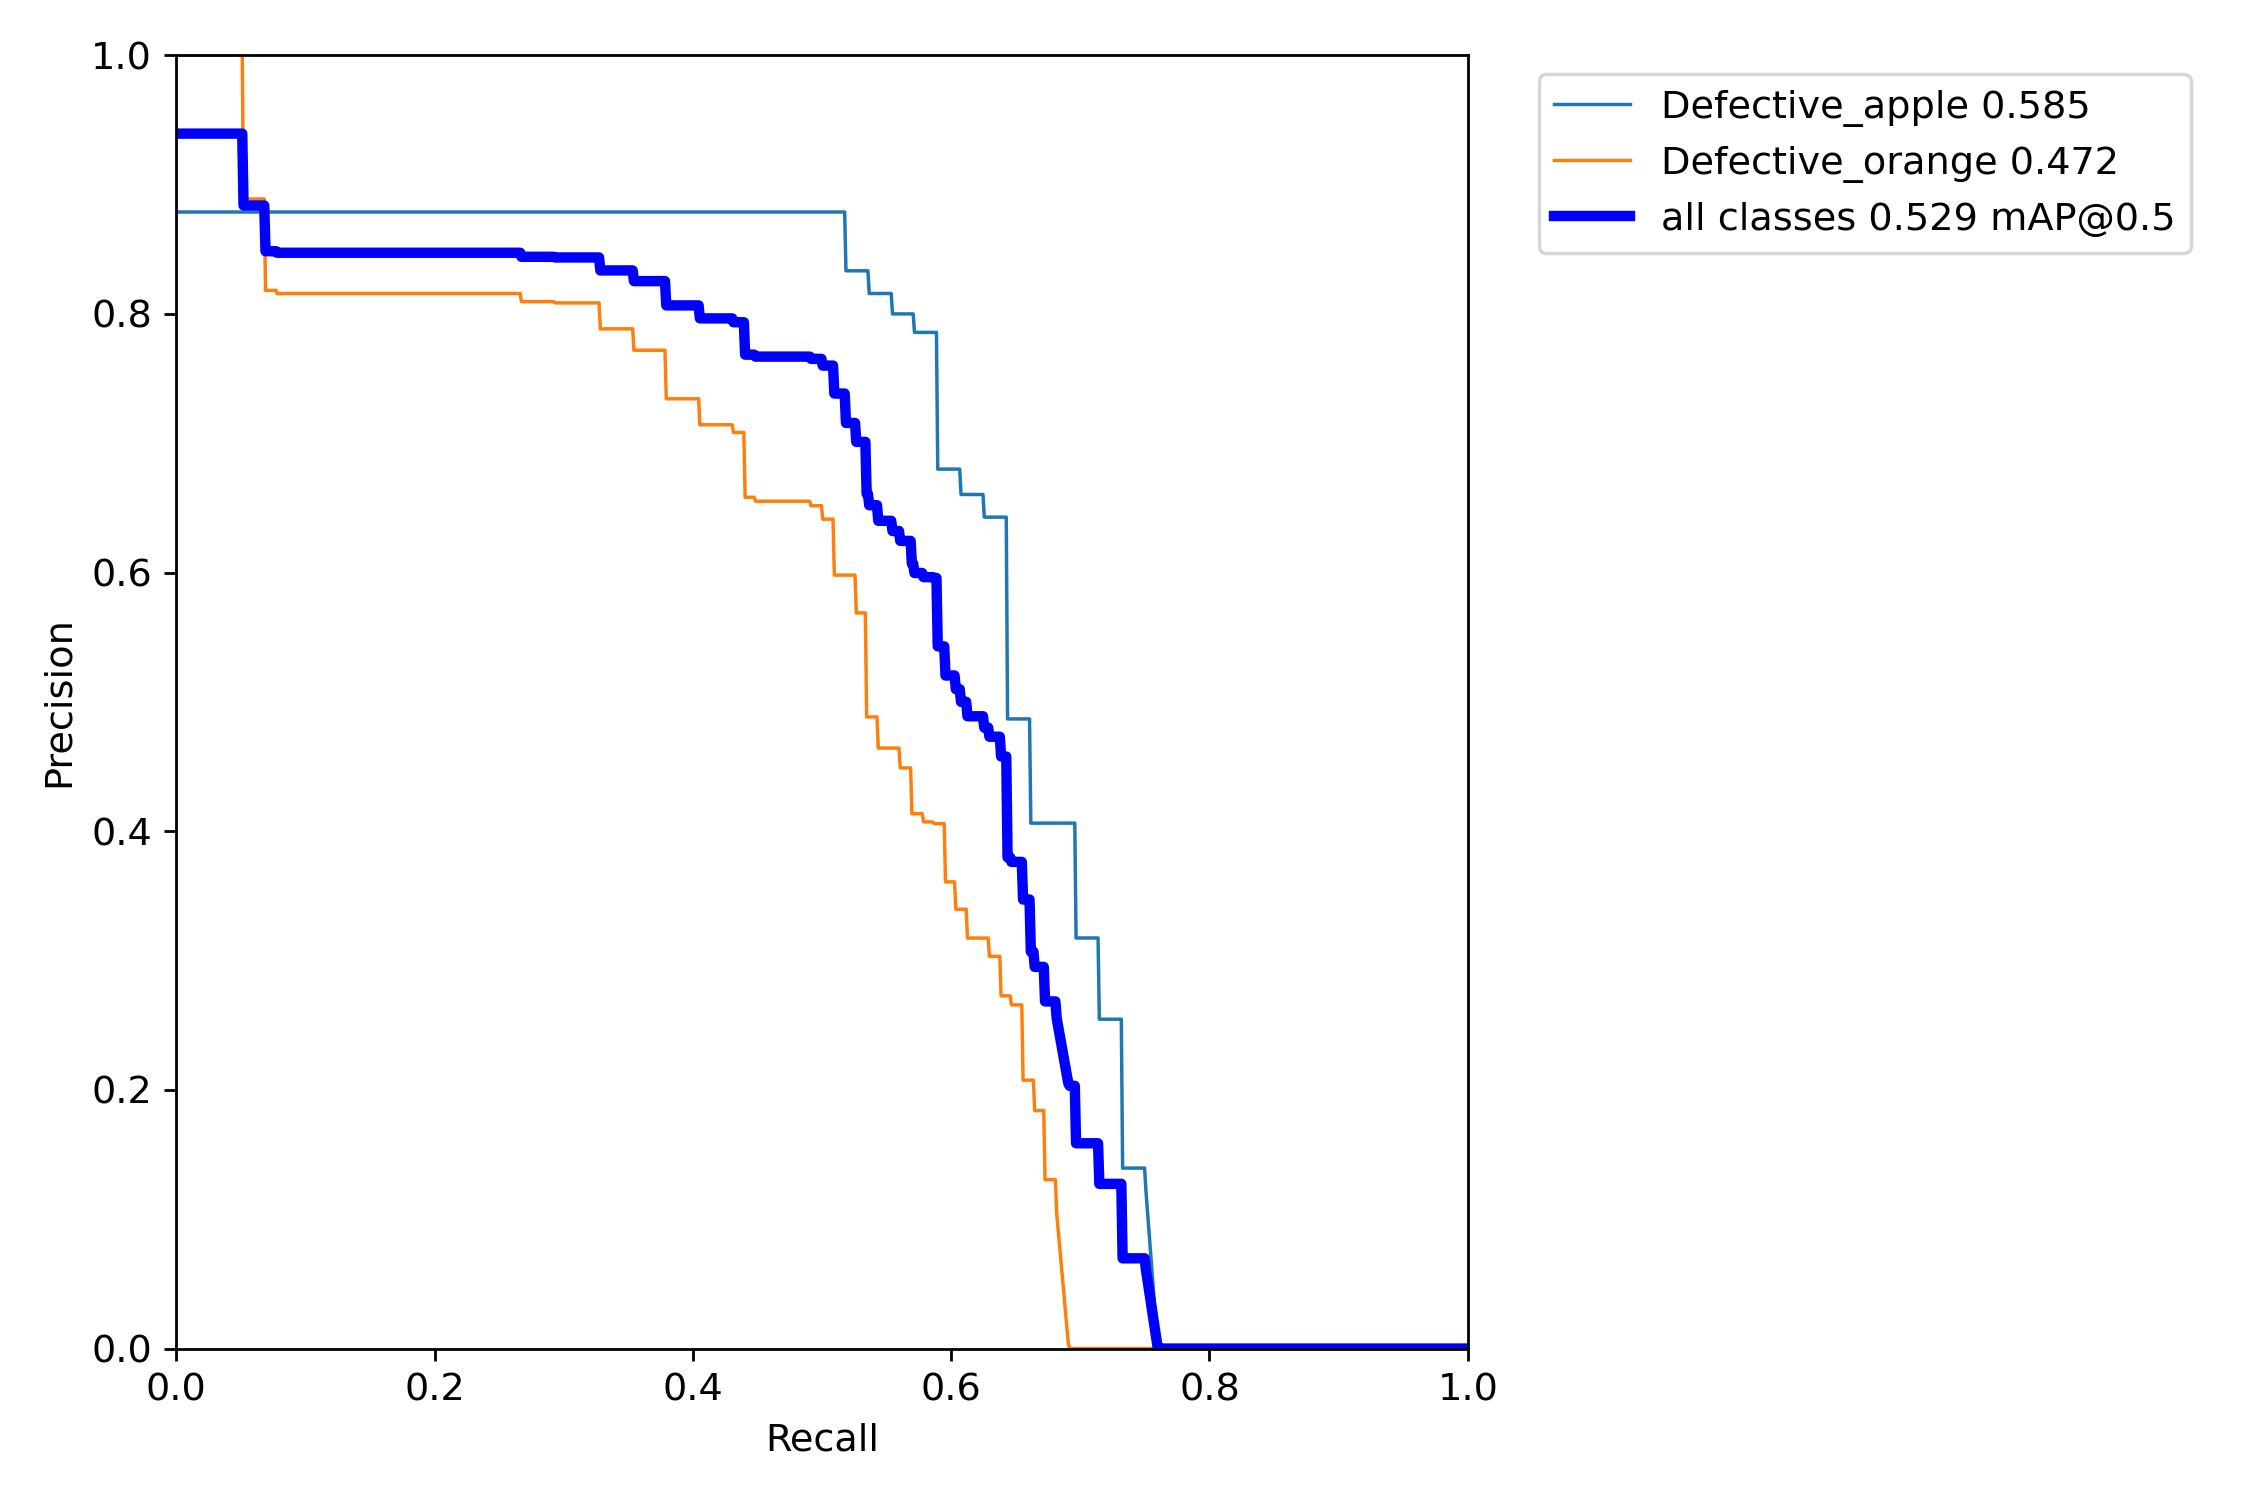 Defective_apple 0.585
Defective_orange 0.472
all classes 0.529 mAP@0.5
1.0
0.8
0.6
0.4
0.2
0.0
Precision
0.0 0.2 0.4 0.6 0.8 1.0
Recall